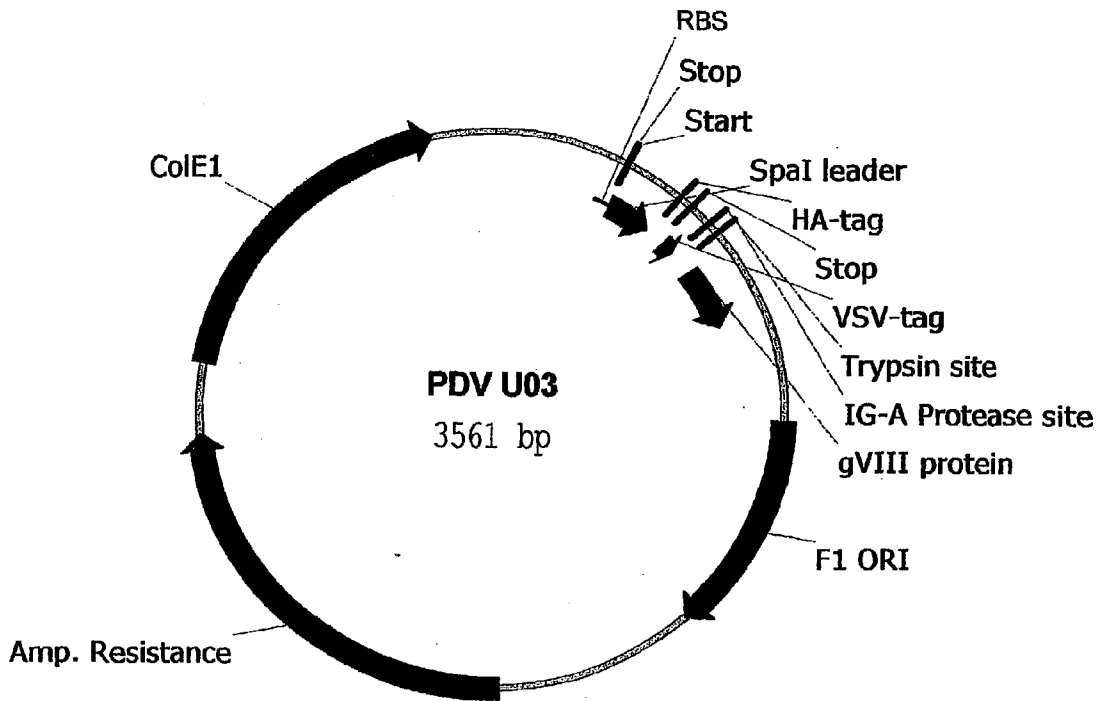 RBS
Stop
Start
SpaI leader
HA-tag
Stop
VSV-tag
Trypsin site
IG-A Protease site
gVIII protein
F1 ORI
Amp. Resistance
ColE1
PDV U03
3561 bp